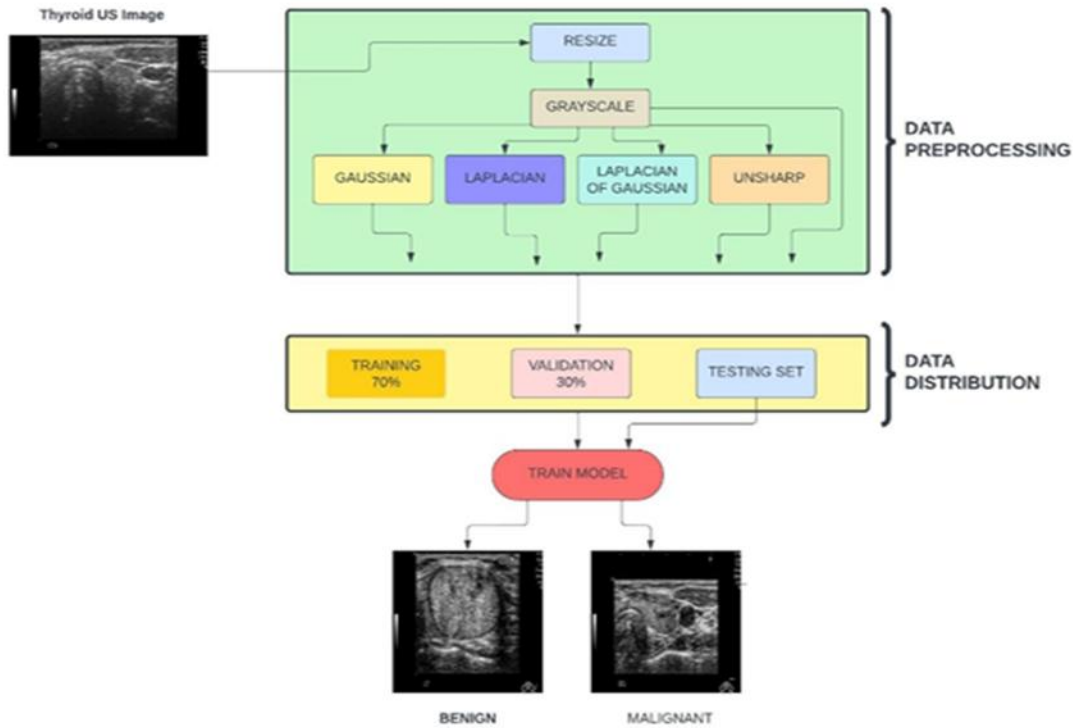 Thyroid US Image
RESIZE
GRAYSCALE
GAUSSIAN
LAPLACIAN
LAPLACIAN
OF GAUSSIAN
UNSHARP
DATA
PREPROCESSING
TRAINING
70%
VALIDATION
30%
TESTING SET
DATA
DISTRIBUTION
TRAIN MODEL
BENIGN
MALIGNANT